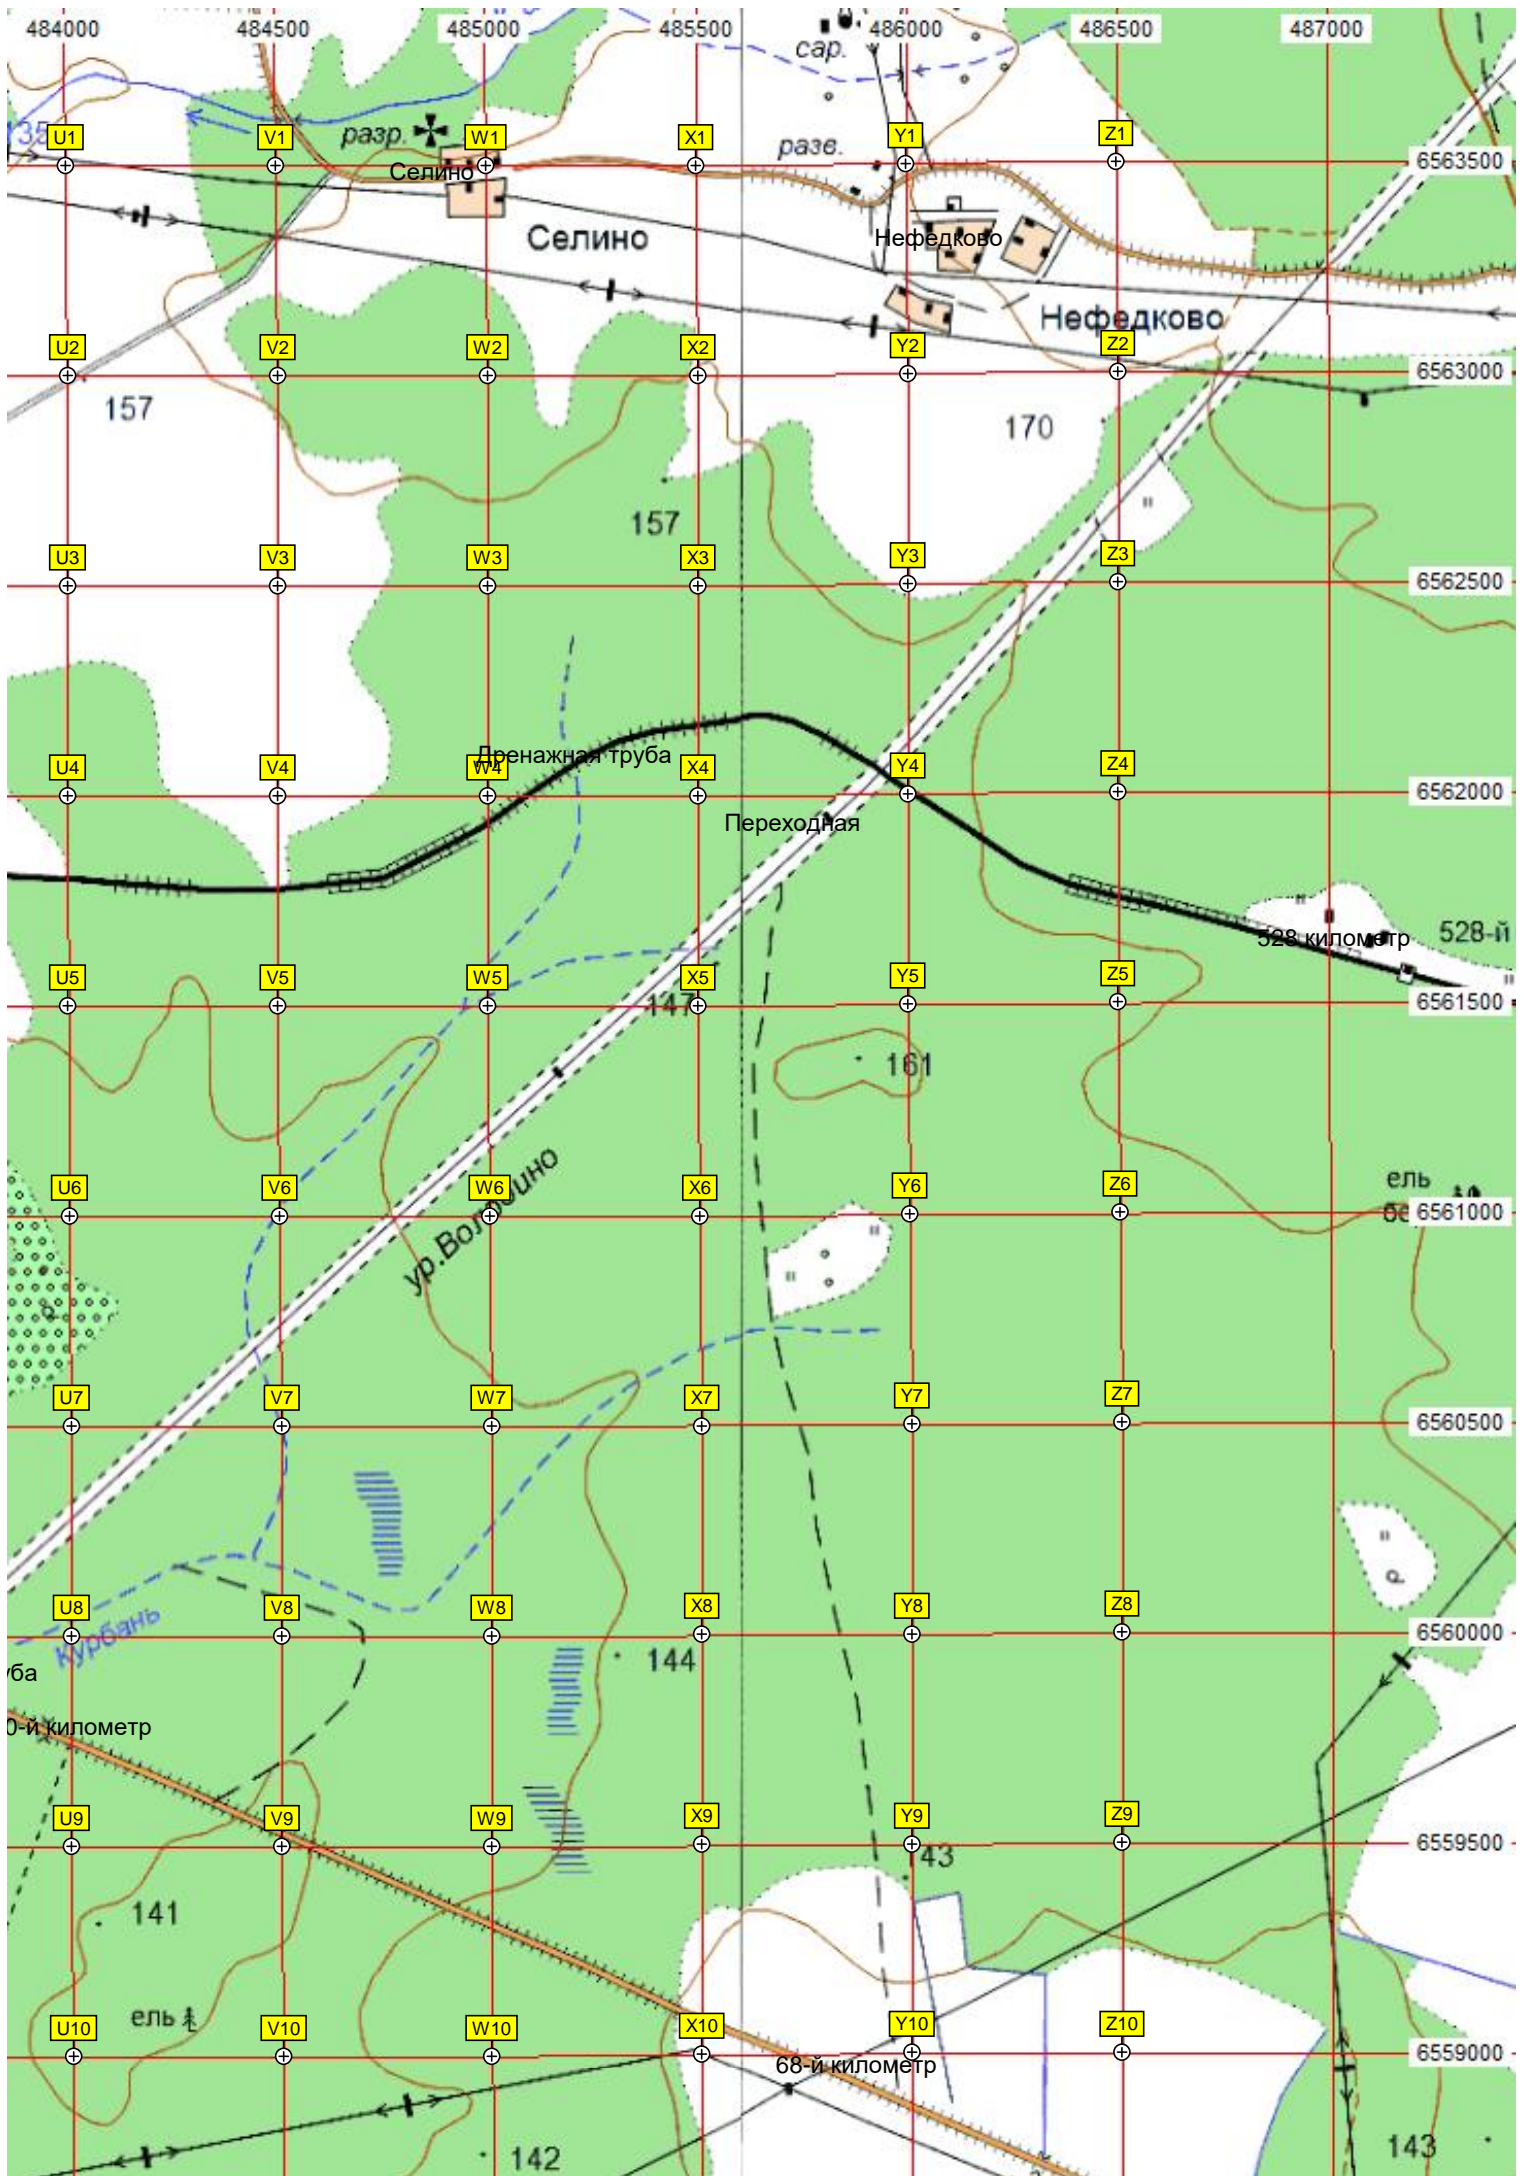 484000 484500 485000 485500 486000 486500 487000
сар.
135
разр.
разв.
U1 V1 W1 X1 Y1 Z1
6563500
Селино
Селино
Нефедково
Нефедково
U2 V2 W2 X2 Y2 Z2
6563000
157
170
157
U3 V3 W3 X3 Y3 Z3
6562500
Дренажная труба
U4 V4 W4 X4 Y4 Z4
6562000
Переходная
528 километр
528-й
U5 V5 W5 X5 Y5 Z5
147
6561500
161
ель
U6 V6 W6 X6 Y6 Z6
6561000
U7 V7 W7 X7 Y7 Z7
6560500
U8 V8 W8 X8 Y8 Z8
6560000
Курбань
144
уба
0-й километр
U9 V9 W9 X9 Y9 Z9
6559500
43
141
ель
U10 V10 W10 X10 Y10 Z10
6559000
68-й километр
142
143